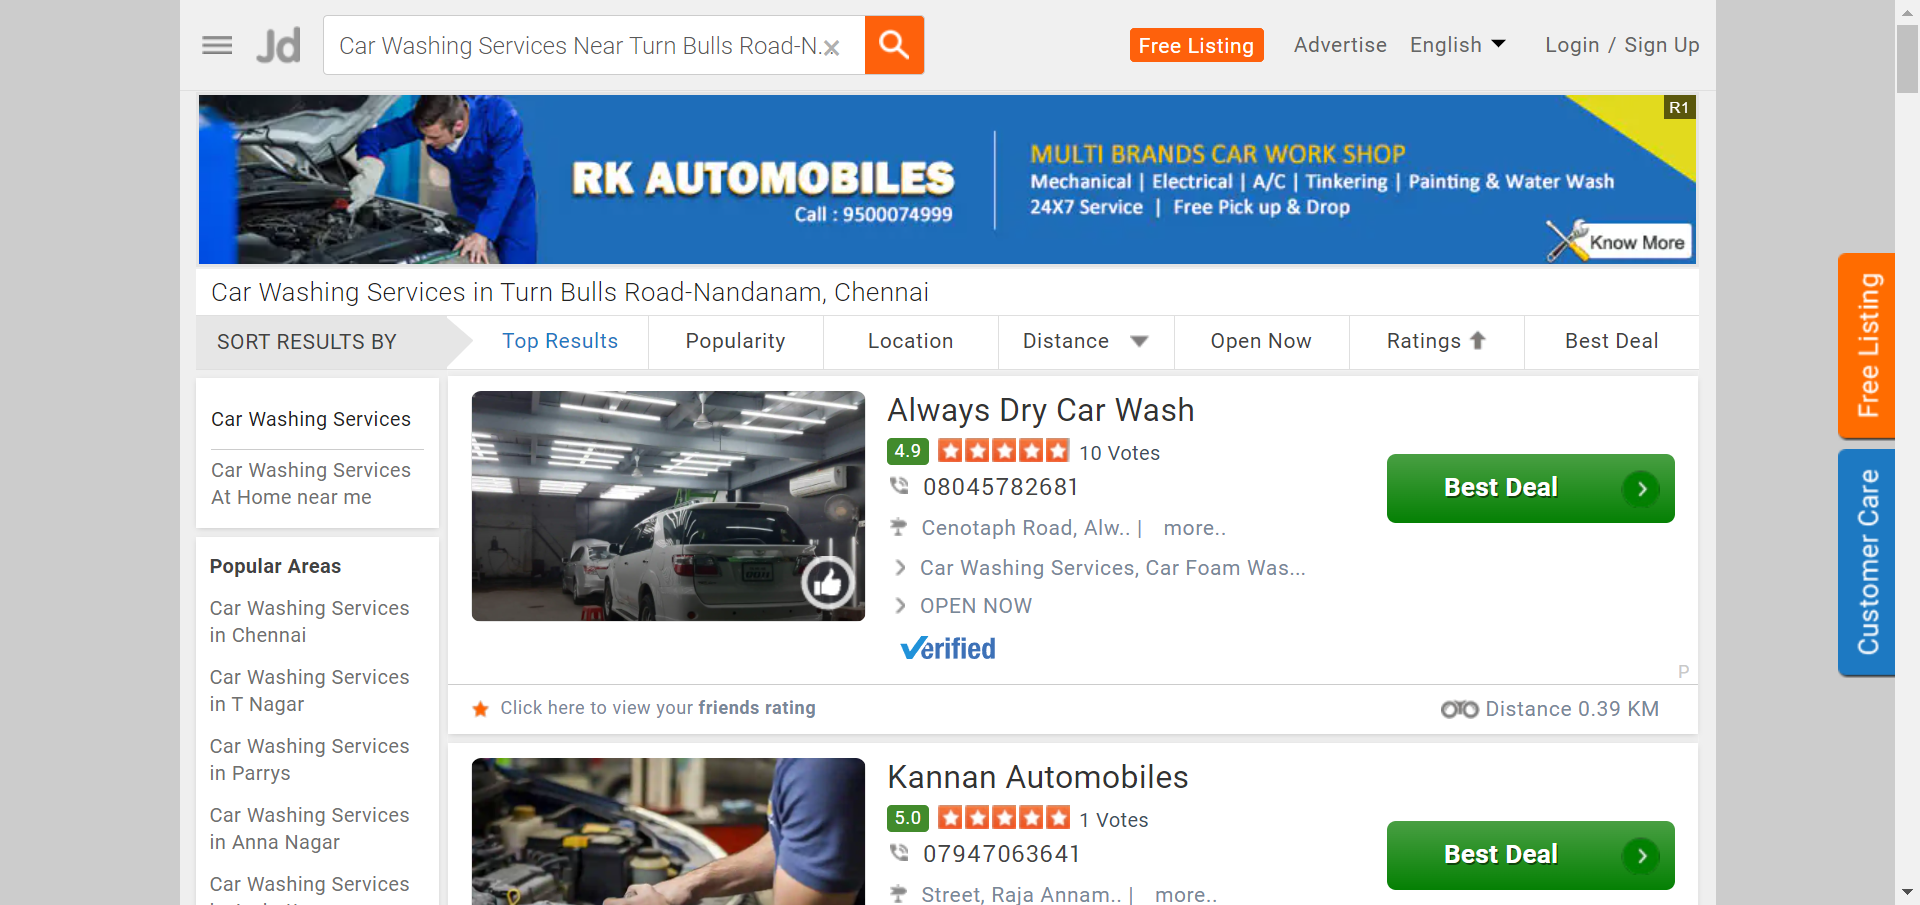 Jd
Car Washing Services Near Turn Bulls Road-N..
Free Listing
Advertise
English
Login / Sign Up
R1
RK AUTOMOBILES
Call : 9500074999
MULTI BRANDS CAR WORK SHOP
Mechanical | Electrical | A/C | Tinkering | Painting & Water Wash
24X7 Service | Free Pick up & Drop
Know More
Car Washing Services in Turn Bulls Road-Nandanam, Chennai
SORT RESULTS BY
Top Results
Popularity
Location
Distance
Open Now
Ratings
Best Deal
Car Washing Services
Car Washing Services
At Home near me
Popular Areas
Car Washing Services
in Chennai
Car Washing Services
in T Nagar
Car Washing Services
in Parrys
Car Washing Services
in Anna Nagar
Car Washing Services
Always Dry Car Wash
4.9
10 Votes
08045782681
Cenotaph Road, Alw.. | more..
Car Washing Services, Car Foam Was...
OPEN NOW
Verified
Best Deal
P
Click here to view your friends rating
Distance 0.39 KM
Kannan Automobiles
5.0
1 Votes
07947063641
Street, Raja Annam.. | more..
Best Deal
Free Listing
Customer Care